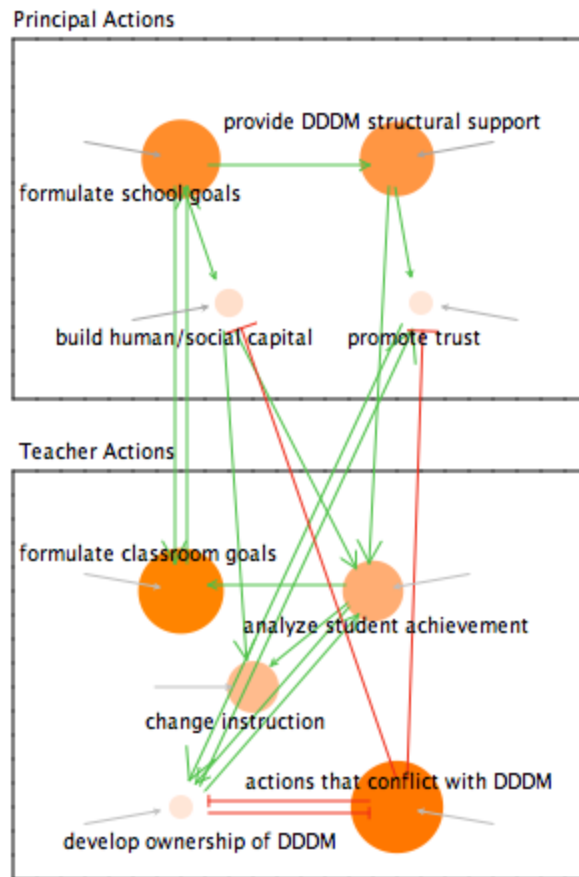 Principal Actions
provide DDDM structural support
formulate school goals
build human/social capital
promote trust
Teacher Actions
formulate classroom goals
analyze student achievement
change instruction
actions that conflict with DDDM
develop ownership of DDDM